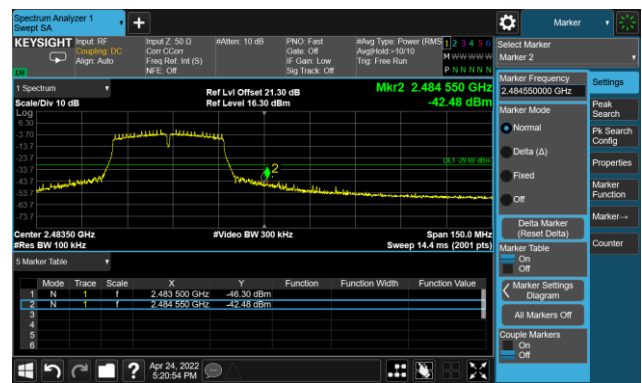 Spectrum Analyzer 1
Swept SA
Marker
KEYSIGHT
Input: RF
Coupling: DC
Align: Auto
Input Z: 50 Ω
Corr CCorr
Freq Ref: Int (S)
NFE: Off
#Atten: 10 dB
PNO: Fast
Gate: Off
IF Gain: Low
Sig Track: Off
#Avg Type: Power (RMS
Avg|Hold:>10/10
Trig: Free Run
1 2 3 4 5 6
M W W W W W
P N N N N N
LV
Select Marker
Marker 2
1 Spectrum
Scale/Div 10 dB
Ref Lvl Offset 21.30 dB
Ref Level 16.30 dBm
Mkr2 2.484 550 GHz
-42.48 dBm
Log
6.30
-3.70
-13.7
-23.7
-33.7
-43.7
-53.7
-63.7
-73.7
2
Center 2.48350 GHz
#Res BW 100 kHz
#Video BW 300 kHz
Span 150.0 MHz
Sweep 14.4 ms (2001 pts)
5 Marker Table
Mode Trace Scale X Y Function Function Width Function Value
1 N 1 f 2.483 500 GHz -46.30 dBm
2 N 1 f 2.484 550 GHz -42.48 dBm
3
4
5
6
Marker Frequency
2.484550000 GHz
Marker Mode
Normal
Delta (Δ)
Fixed
Off
Delta Marker
(Reset Delta)
Marker Table
On
Off
Marker Settings
Diagram
All Markers Off
Couple Markers
On
Off
Settings
Peak
Search
Pk Search
Config
Properties
Marker
Function
Marker→
Counter
?
Apr 24, 2022
5:20:54 PM